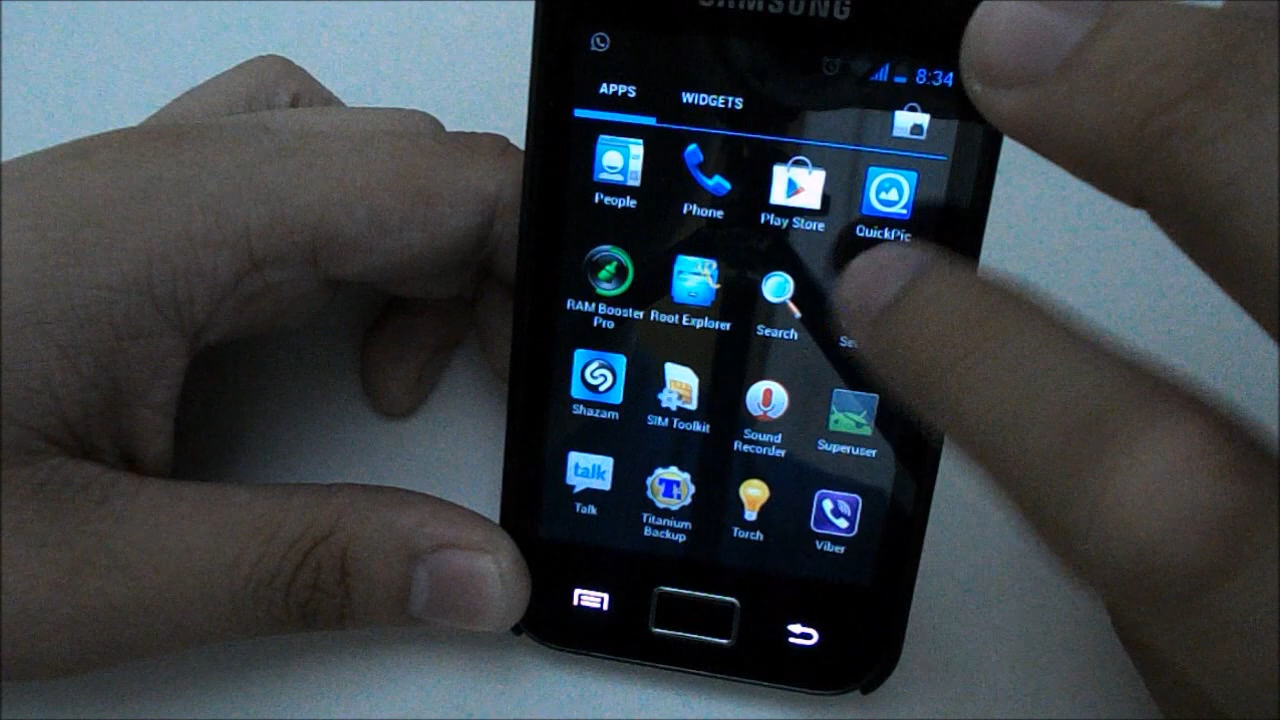 SAMSUNG
8:34
APPS
WIDGETS
People
Phone
Play Store
QuickPic
RAM Booster
Pro
Root Explorer
Search
Shazam
SIM Toolkit
Sound
Recorder
Superuser
talk
Talk
Titanium
Backup
Torch
Viber